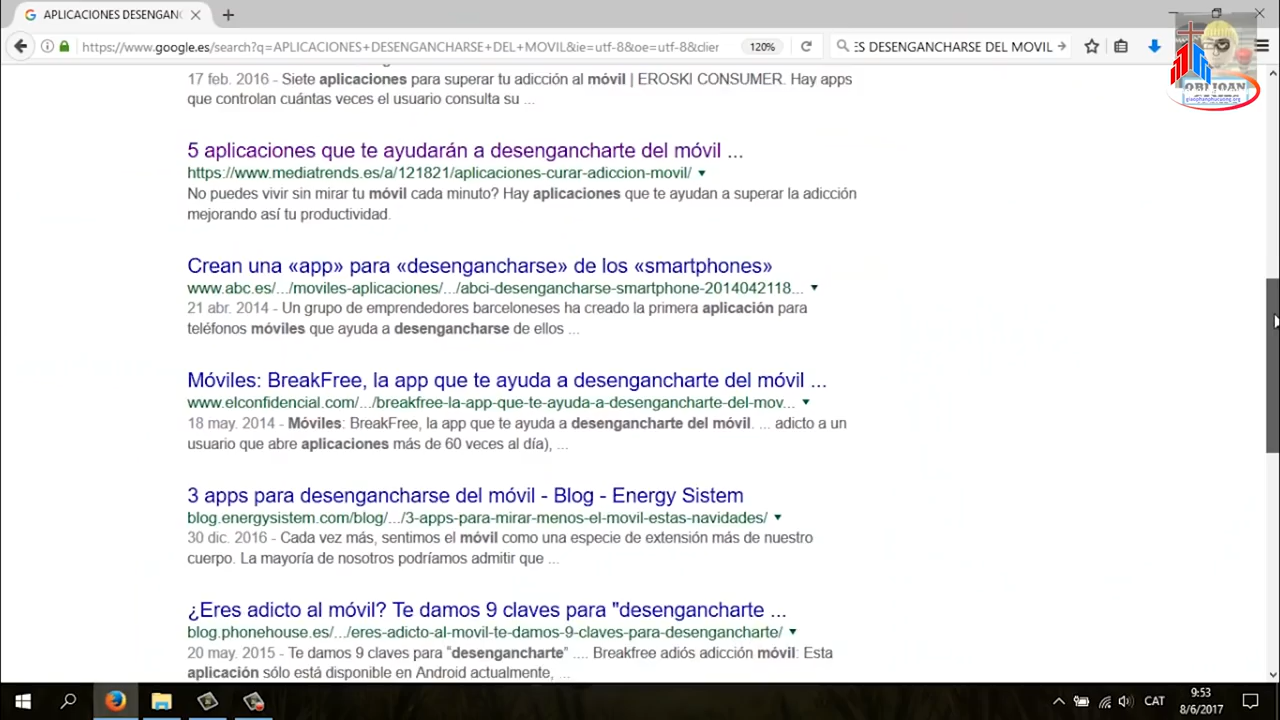 APLICACIONES DESENGANC
https://www.google.es/search?q=APLICACIONES+DESENGANCHARSE+DEL+MOVIL&ie=utf-8&oe=utf-8&clien
120%
ES DESENGANCHARSE DEL MOVIL
17 feb. 2016 - Siete aplicaciones para superar tu adicción al móvil | EROSKI CONSUMER. Hay apps
que controlan cuántas veces el usuario consulta su ...
5 aplicaciones que te ayudarán a desengancharte del móvil ...
https://www.mediatrends.es/a/121821/aplicaciones-curar-adiccion-movil/
No puedes vivir sin mirar tu móvil cada minuto? Hay aplicaciones que te ayudan a superar la adicción
mejorando así tu productividad.
Crean una «app» para «desengancharse» de los «smartphones»
www.abc.es/.../moviles-aplicaciones/.../abci-desengancharse-smartphone-2014042118...
21 abr. 2014 - Un grupo de emprendedores barceloneses ha creado la primera aplicación para
teléfonos móviles que ayuda a desengancharse de ellos ...
Móviles: BreakFree, la app que te ayuda a desengancharte del móvil ...
www.elconfidencial.com/.../breakfree-la-app-que-te-ayuda-a-desengancharte-del-mov...
18 may. 2014 - Móviles: BreakFree, la app que te ayuda a desengancharte del móvil. ... adicto a un
usuario que abre aplicaciones más de 60 veces al día), ...
3 apps para desengancharse del móvil - Blog - Energy Sistem
blog.energysistem.com/blog/.../3-apps-para-mirar-menos-el-movil-estas-navidades/
30 dic. 2016 - Cada vez más, sentimos el móvil como una especie de extensión más de nuestro
cuerpo. La mayoría de nosotros podríamos admitir que ...
¿Eres adicto al móvil? Te damos 9 claves para "desengancharte ...
blog.phonehouse.es/.../eres-adicto-al-movil-te-damos-9-claves-para-desengancharte/
20 may. 2015 - Te damos 9 claves para "desengancharte" .... Breakfree adiós adicción móvil: Esta
aplicación sólo está disponible en Android actualmente, ...
CAT
9:53
8/6/2017